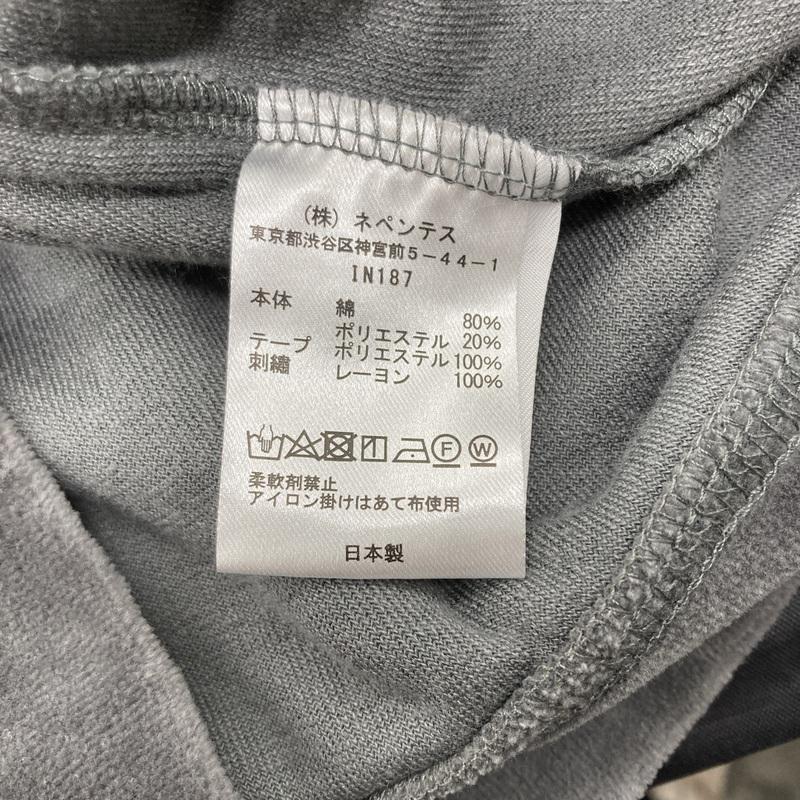 （株）ネペンテス
東京都渋谷区神宮前5-44-1
IN187
本体 綿 80%
ポリエステル 20%
テープ ポリエステル 100%
刺繍 レーヨン 100%
F W
柔軟剤禁止
アイロン掛けはあて布使用
日本製